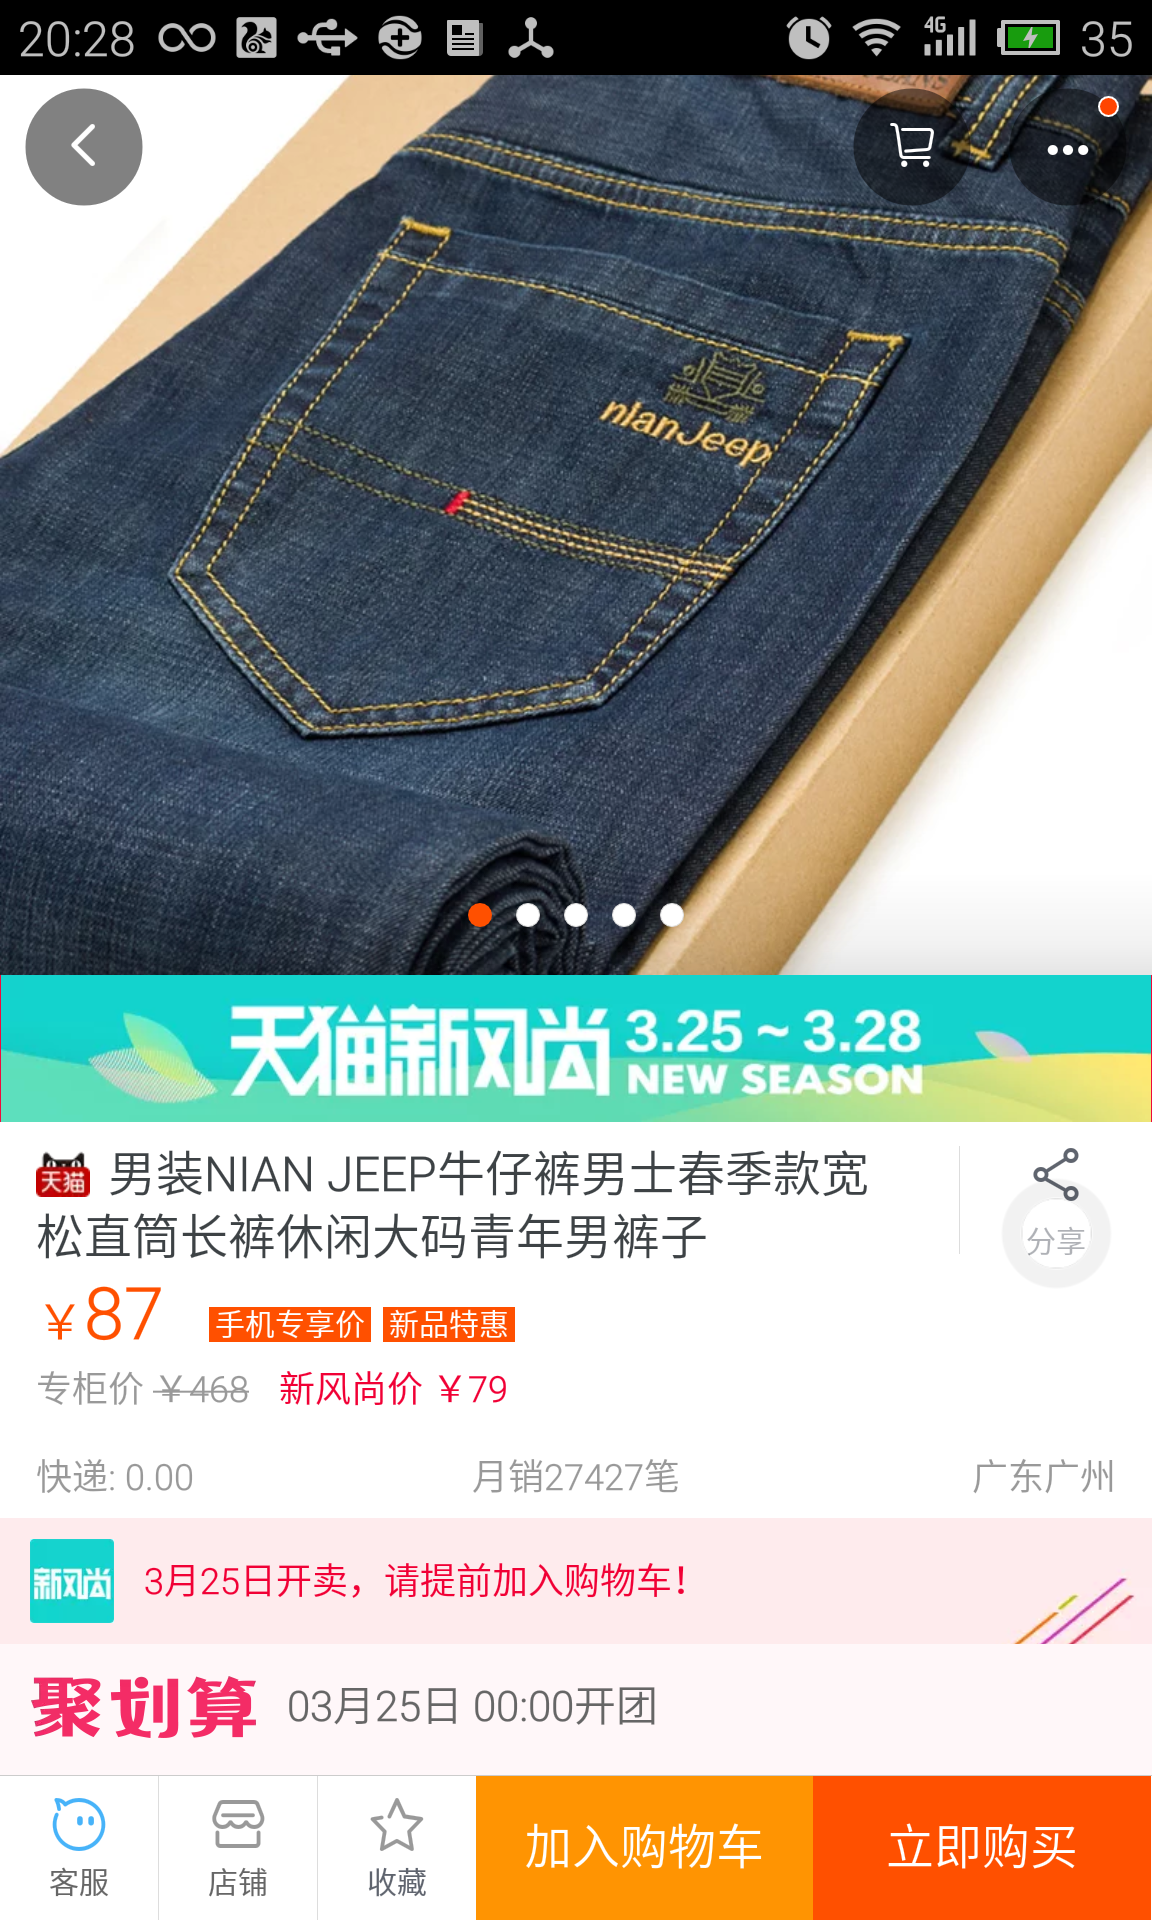 20:28
4G
35
nianJeep
天猫新风尚 3.25 ~ 3.28
NEW SEASON
天猫 男装NIAN JEEP牛仔裤男士春季款宽
松直筒长裤休闲大码青年男裤子
分享
¥87 手机专享价 新品特惠
专柜价 ¥468 新风尚价 ¥79
快递: 0.00 月销27427笔 广东广州
新风尚 3月25日开卖，请提前加入购物车！
聚划算 03月25日 00:00开团
客服 店铺 收藏 加入购物车 立即购买